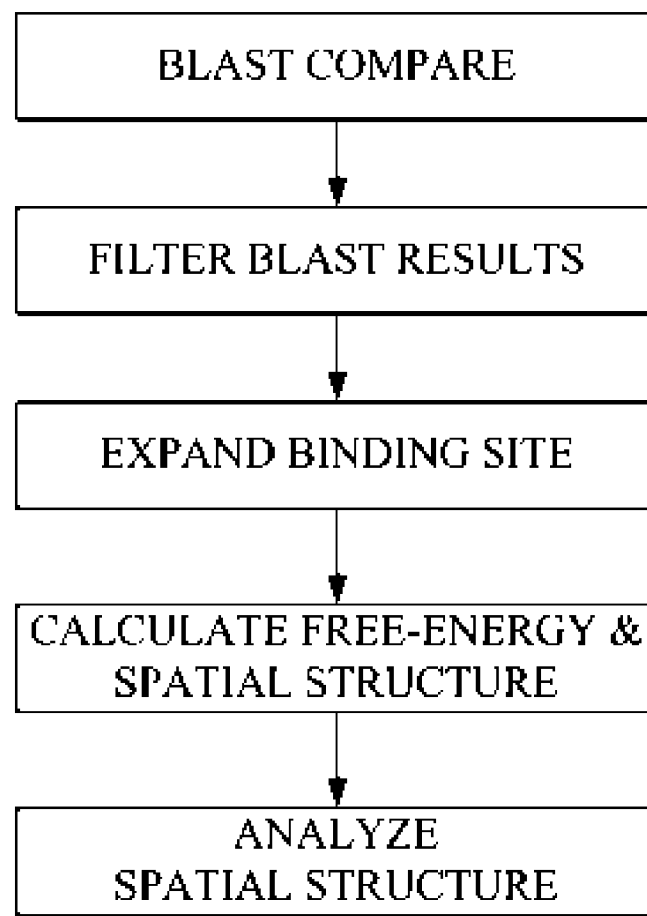 BLAST COMPARE
FILTER BLAST RESULTS
EXPAND BINDING SITE
CALCULATE FREE-ENERGY &
SPATIAL STRUCTURE
ANALYZE
SPATIAL STRUCTURE